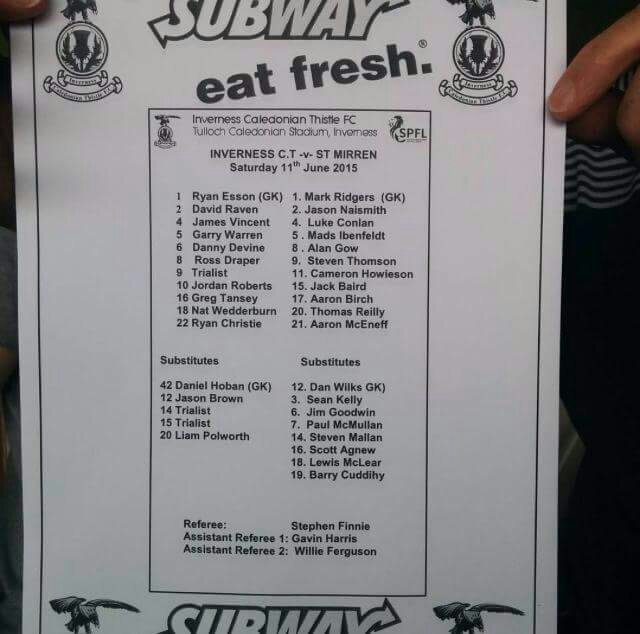 SUBWAY
eat fresh.®
Inverness
Caledonian Thistle F.C.
Inverness
Caledonian Thistle F.C.
Inverness Caledonian Thistle FC
Tulloch Caledonian Stadium, Inverness
SPFL
INVERNESS C.T -v- ST MIRREN
Saturday 11th June 2015
1 Ryan Esson (GK) 1. Mark Ridgers (GK)
2 David Raven 2. Jason Naismith
4 James Vincent 4. Luke Conlan
5 Garry Warren 5 . Mads Ibenfeldt
6 Danny Devine 8 . Alan Gow
8 Ross Draper 9. Steven Thomson
9 Trialist 11. Cameron Howieson
10 Jordan Roberts 15. Jack Baird
16 Greg Tansey 17. Aaron Birch
18 Nat Wedderburn 20. Thomas Reilly
22 Ryan Christie 21. Aaron McEneff
Substitutes Substitutes
42 Daniel Hoban (GK) 12. Dan Wilks GK)
12 Jason Brown 3. Sean Kelly
14 Trialist 6. Jim Goodwin
15 Trialist 7. Paul McMullan
20 Liam Polworth 14. Steven Mallan
16. Scott Agnew
18. Lewis McLear
19. Barry Cuddihy
Referee: Stephen Finnie
Assistant Referee 1: Gavin Harris
Assistant Referee 2: Willie Ferguson
SUBWAY